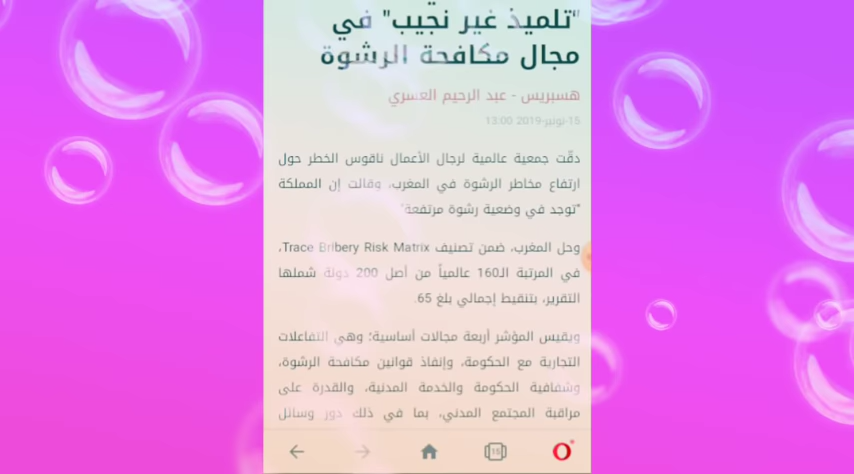 "تلميذ غير نجيب" في
مجال مكافحة الرشوة
هسبريس - عبد الرحيم العسري
15-نونبر-2019 13:00
دقّت جمعية عالمية لرجال الأعمال ناقوس الخطر حول
ارتفاع مخاطر الرشوة في المغرب، وقالت إن المملكة
"توجد في وضعية رشوة مرتفعة"
وحل المغرب، ضمن تصنيف Trace Bribery Risk Matrix،
في المرتبة الـ160 عالمياً من أصل 200 دولة شملها
التقرير، بتنقيط إجمالي بلغ 65.
ويقيس المؤشر أربعة مجالات أساسية؛ وهي التفاعلات
التجارية مع الحكومة، وإنفاذ قوانين مكافحة الرشوة،
وشفافية الحكومة والخدمة المدنية، والقدرة على
مراقبة المجتمع المدني، بما في ذلك دور وسائل
15